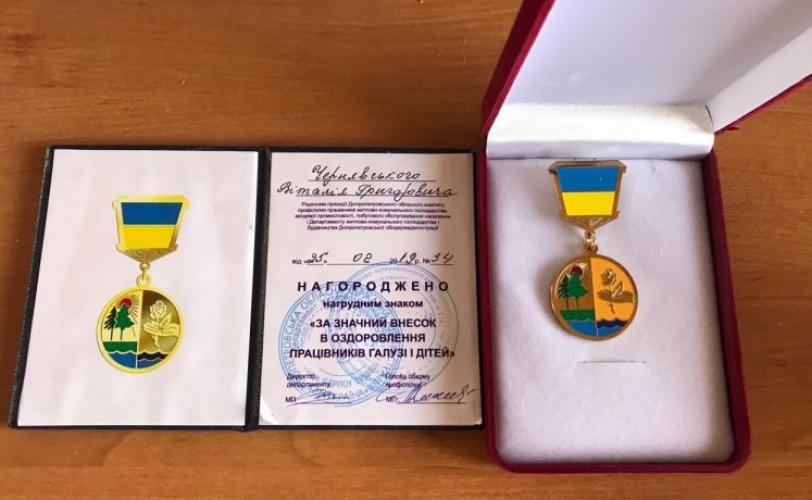 Чернявського
Віталія Григоровича
Рішенням президії Дніпропетровського обласного комітету
профспілки працівників житлово-комунального господарства,
місцевої промисловості, побутового обслуговування населення
і Департаменту житлово-комунального господарства і
будівництва Дніпропетровської облдержадміністрації
від «25» 02 2019р. № 34
НАГОРОДЖЕНО
нагрудним знаком
«ЗА ЗНАЧНИЙ ВНЕСОК
В ОЗДОРОВЛЕННЯ
ПРАЦІВНИКІВ ГАЛУЗІ І ДІТЕЙ»
Директор
департаменту
МП
Голова обкому
профспілки
МП